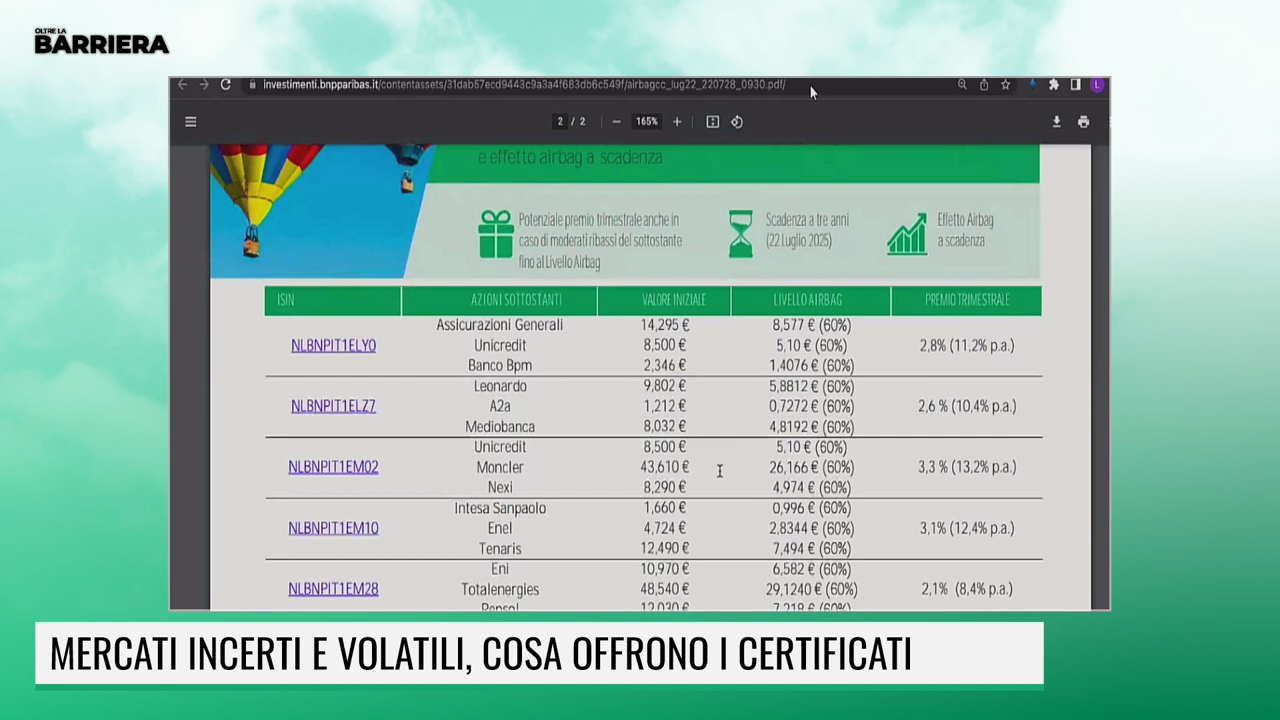 OLTRE LA
BARRIERA
investimenti.bnpparibas.it/contentassets/31dab57ecd9443c9a3a4f683db6c549f/airbagcc_lug22_220728_0930.pdf/
L
2 / 2
165%
e effetto airbag a scadenza
Potenziale premio trimestrale anche in
caso di moderati ribassi del sottostante
fino al Livello Airbag
Scadenza a tre anni
(22 Luglio 2025)
Effetto Airbag
a scadenza
ISIN AZIONI SOTTOSTANTI VALORE INIZIALE LIVELLO AIRBAG PREMIO TRIMESTRALE
Assicurazioni Generali 14,295 € 8,577 € (60%)
NLBNPIT1ELY0 Unicredit 8,500 € 5,10 € (60%) 2,8% (11,2% p.a.)
Banco Bpm 2,346 € 1,4076 € (60%)
Leonardo 9,802 € 5,8812 € (60%)
NLBNPIT1ELZ7 A2a 1,212 € 0,7272 € (60%) 2,6 % (10,4% p.a.)
Mediobanca 8,032 € 4,8192 € (60%)
Unicredit 8,500 € 5,10 € (60%)
NLBNPIT1EM02 Moncler 43,610 € 26,166 € (60%) 3,3 % (13,2% p.a.)
Nexi 8,290 € 4,974 € (60%)
Intesa Sanpaolo 1,660 € 0,996 € (60%)
NLBNPIT1EM10 Enel 4,724 € 2,8344 € (60%) 3,1% (12,4% p.a.)
Tenaris 12,490 € 7,494 € (60%)
Eni 10,970 € 6,582 € (60%)
NLBNPIT1EM28 Totalenergies 48,540 € 29,1240 € (60%) 2,1% (8,4% p.a.)
Repsol 12,030 € 7,218 € (60%)
MERCATI INCERTI E VOLATILI, COSA OFFRONO I CERTIFICATI